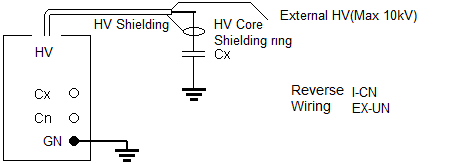 External HV(Max 10kV)
HV Shielding
HV Core
Shielding ring
Cx
HV
Cx
Cn
GN
Reverse I-CN
Wiring EX-UN